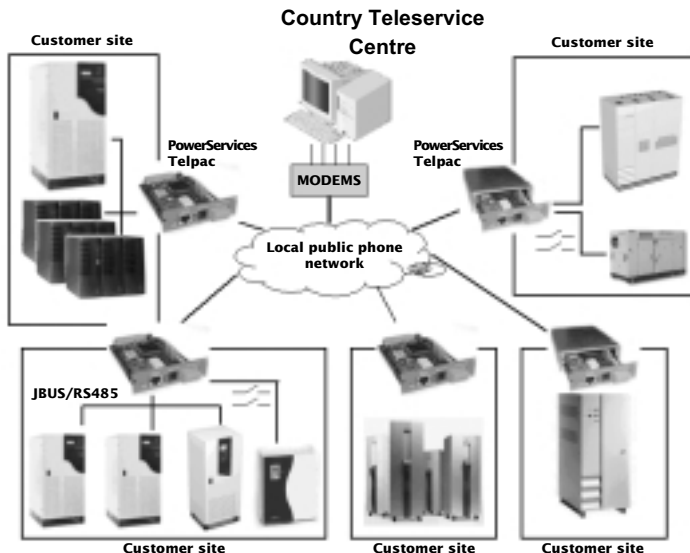 Country Teleservice
Centre
Customer site
Customer site
PowerServices
Telpac
PowerServices
Telpac
MODEMS
Local public phone
network
JBUS/RS485
Customer site
Customer site
Customer site